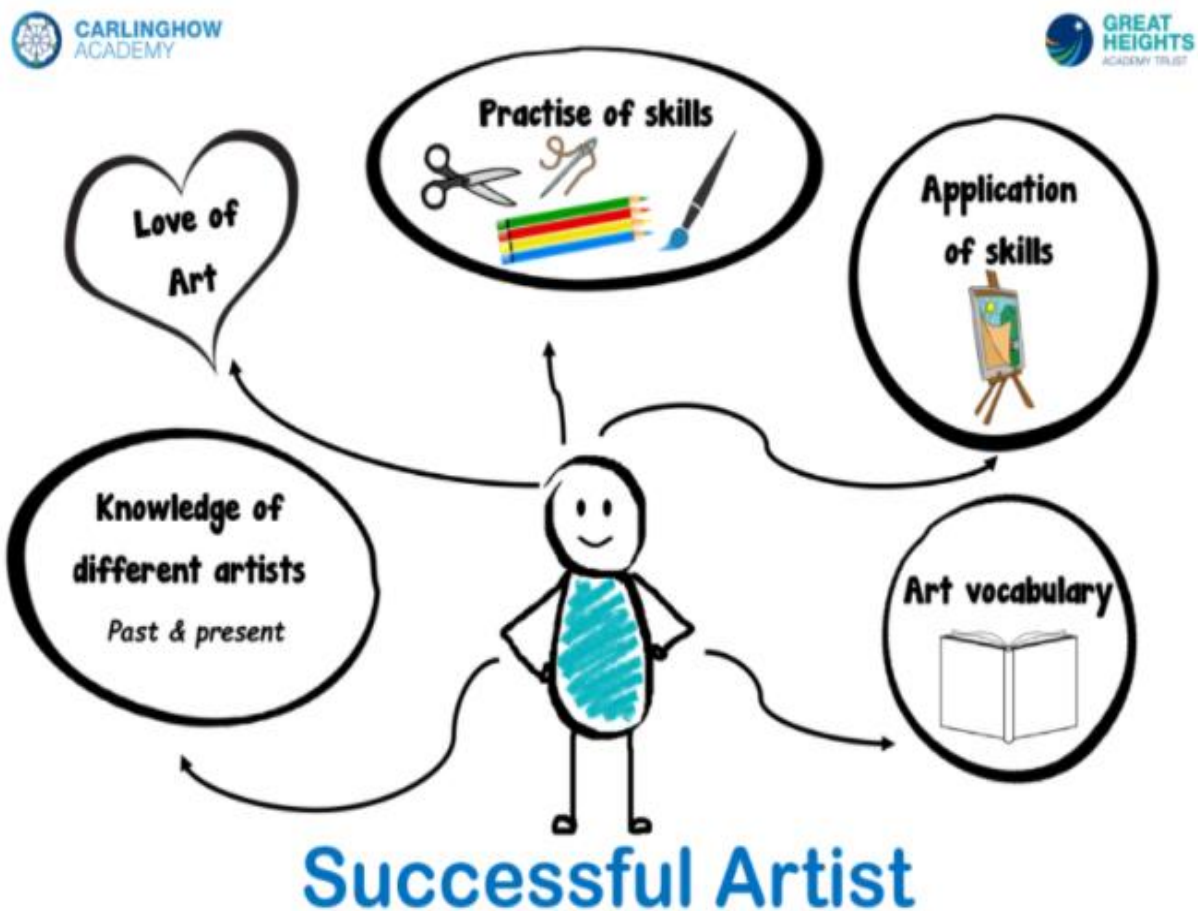 CARLINGHOW
ACADEMY
GREAT
HEIGHTS
ACADEMY TRUST
Practise of skills
Love of
Art
Application
of skills
Knowledge of
different artists
Past & present
Art vocabulary
Successful Artist